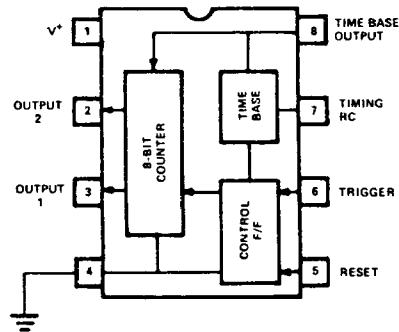 V+
1
8
TIME BASE
OUTPUT
OUTPUT
2
2
8-BIT
COUNTER
TIME
BASE
7
TIMING
RC
OUTPUT
1
3
CONTROL
F/F
6
TRIGGER
4
5
RESET